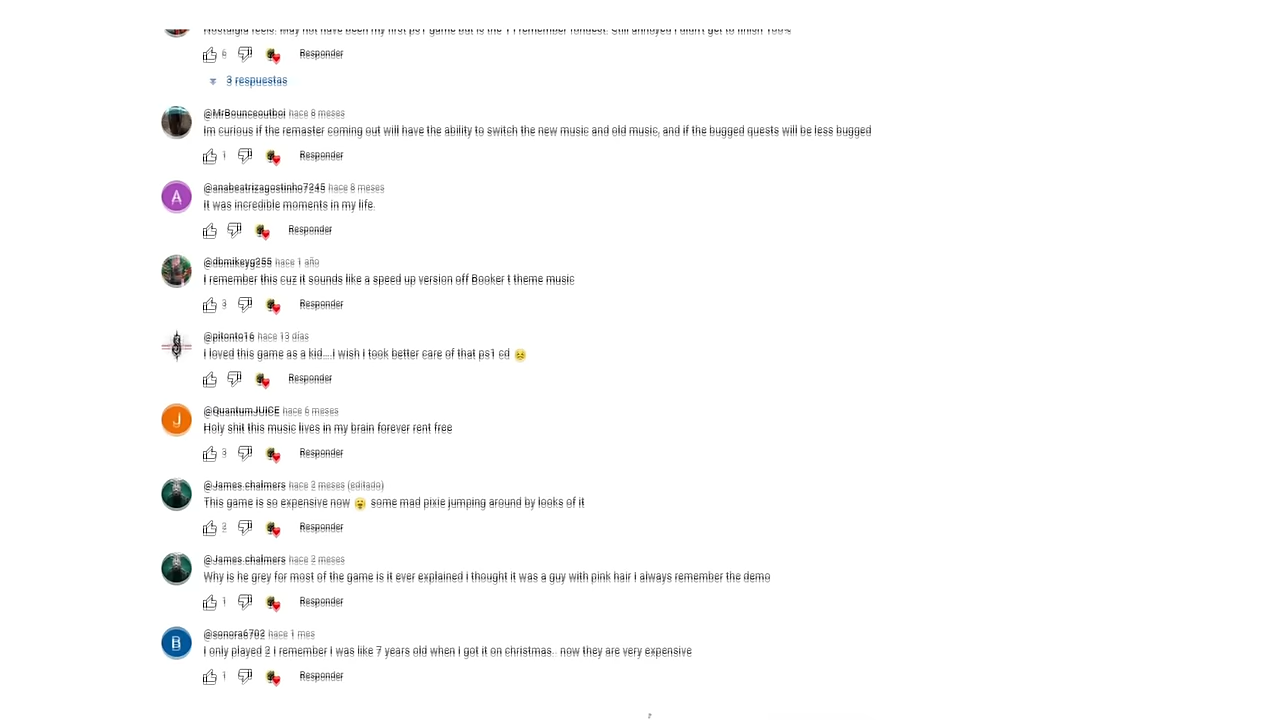 Nostalgia feels. May not have been my first ps1 game but is the 1 I remember fondest. Still annoyed I didn't get to finish 100%
6 Responder
3 respuestas
@MrBounceoutboi hace 8 meses
Im curious if the remaster coming out will have the ability to switch the new music and old music, and if the bugged quests will be less bugged
1 Responder
A
@anabeatrizagostinho7245 hace 8 meses
It was incredible moments in my life.
Responder
@dbmikeyg255 hace 1 año
I remember this cuz it sounds like a speed up version off Booker t theme music
3 Responder
@pitonto16 hace 13 días
I loved this game as a kid....I wish I took better care of that ps1 cd
Responder
J
@QuantumJUICE hace 6 meses
Holy shit this music lives in my brain forever rent free
3 Responder
@James.chalmers hace 2 meses (editado)
This game is so expensive now 😝 some mad pixie jumping around by looks of it
2 Responder
@James.chalmers hace 2 meses
Why is he grey for most of the game is it ever explained I thought it was a guy with pink hair I always remember the demo
1 Responder
B
@sonora6702 hace 1 mes
I only played 2 I remember I was like 7 years old when I got it on christmas.. now they are very expensive
1 Responder